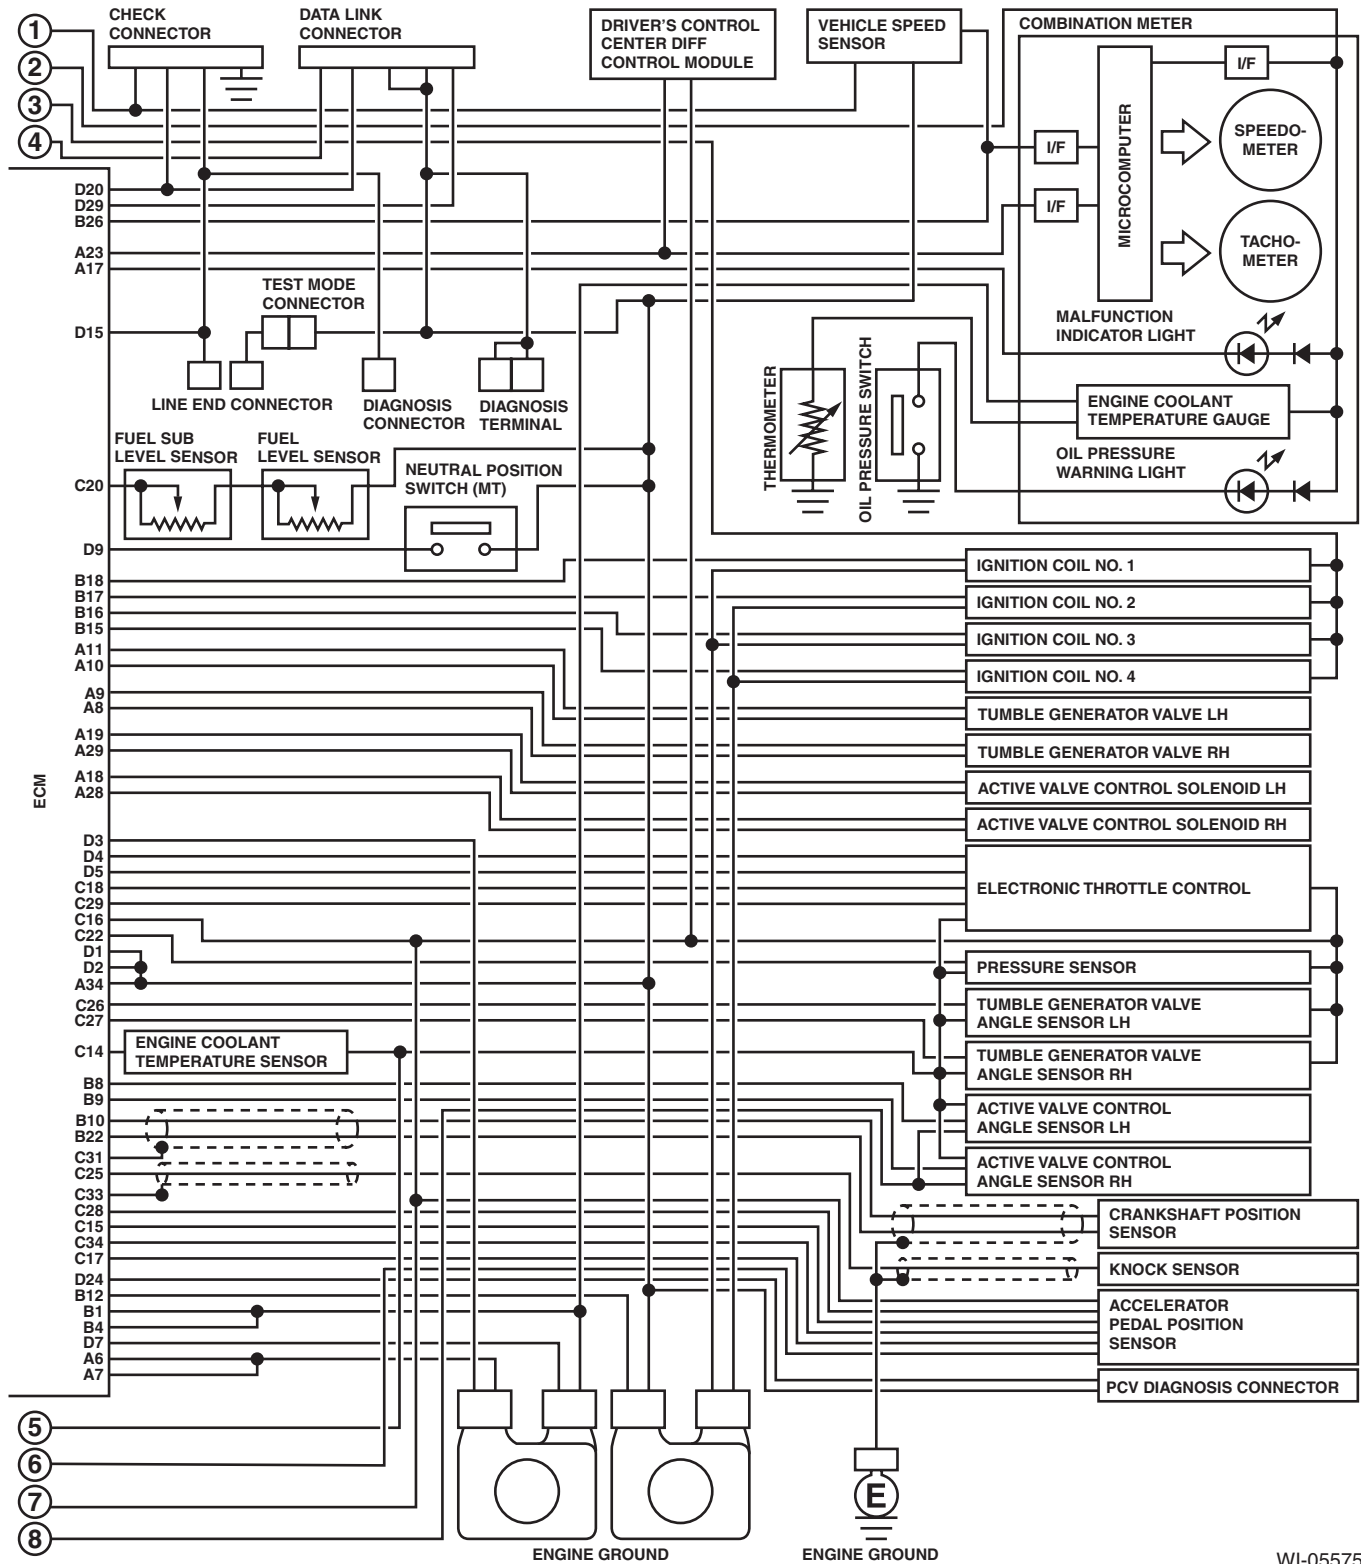 1
2
3
4
CHECK
CONNECTOR
DATA LINK
CONNECTOR
DRIVER'S CONTROL
CENTER DIFF
CONTROL MODULE
VEHICLE SPEED
SENSOR
COMBINATION METER
I/F
I/F
I/F
MICROCOMPUTER
SPEEDO-
METER
TACHO-
METER
MALFUNCTION
INDICATOR LIGHT
ENGINE COOLANT
TEMPERATURE GAUGE
OIL PRESSURE
WARNING LIGHT
D20
D29
B26
A23
A17
D15
TEST MODE
CONNECTOR
LINE END CONNECTOR
DIAGNOSIS
CONNECTOR
DIAGNOSIS
TERMINAL
THERMOMETER
OIL PRESSURE SWITCH
FUEL SUB
LEVEL SENSOR
FUEL
LEVEL SENSOR
NEUTRAL POSITION
SWITCH (MT)
C20
D9
B18
B17
B16
B15
A11
A10
A9
A8
A19
A29
A18
A28
ECM
D3
D4
D5
C18
C29
C16
C22
D1
D2
A34
C26
C27
C14
ENGINE COOLANT
TEMPERATURE SENSOR
B8
B9
B10
B22
C31
C25
C33
C28
C15
C34
C17
D24
B12
B1
B4
D7
A6
A7
IGNITION COIL NO. 1
IGNITION COIL NO. 2
IGNITION COIL NO. 3
IGNITION COIL NO. 4
TUMBLE GENERATOR VALVE LH
TUMBLE GENERATOR VALVE RH
ACTIVE VALVE CONTROL SOLENOID LH
ACTIVE VALVE CONTROL SOLENOID RH
ELECTRONIC THROTTLE CONTROL
PRESSURE SENSOR
TUMBLE GENERATOR VALVE
ANGLE SENSOR LH
TUMBLE GENERATOR VALVE
ANGLE SENSOR RH
ACTIVE VALVE CONTROL
ANGLE SENSOR LH
ACTIVE VALVE CONTROL
ANGLE SENSOR RH
CRANKSHAFT POSITION
SENSOR
KNOCK SENSOR
ACCELERATOR
PEDAL POSITION
SENSOR
PCV DIAGNOSIS CONNECTOR
5
6
7
8
E
ENGINE GROUND
ENGINE GROUND
WI-05575